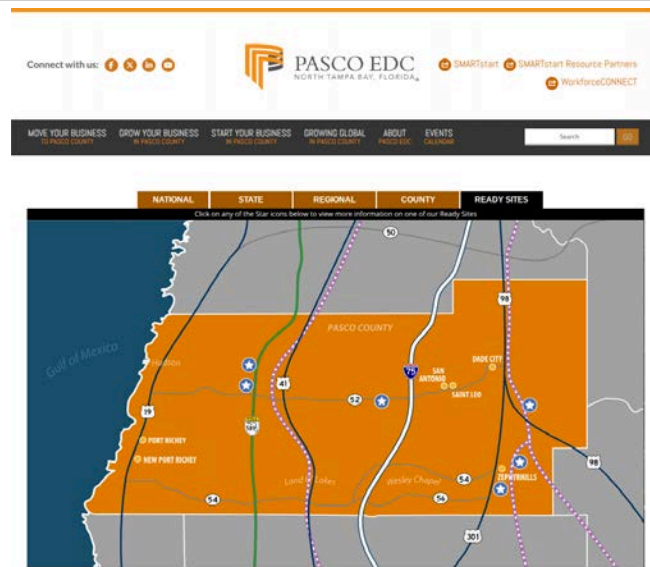 Connect with us:
PASCO EDC
NORTH TAMPA BAY, FLORIDA
SMARTstart
SMARTstart Resource Partners
WorkforceCONNECT
MOVE YOUR BUSINESS
TO PASCO COUNTY
GROW YOUR BUSINESS
IN PASCO COUNTY
START YOUR BUSINESS
IN PASCO COUNTY
GROWING GLOBAL
IN PASCO COUNTY
ABOUT
PASCO EDC
EVENTS
CALENDAR
Search
GO
NATIONAL
STATE
REGIONAL
COUNTY
READY SITES
Click on any of the Star icons below to view more information on one of our Ready Sites
50
98
PASCO COUNTY
Gulf of Mexico
Hudson
DADE CITY
75
SAN
ANTONIO
41
SAINT LEO
52
19
589
PORT RICHEY
NEW PORT RICHEY
98
Land O Lakes
Wesley Chapel
54
ZEPHYRHILLS
54
56
301